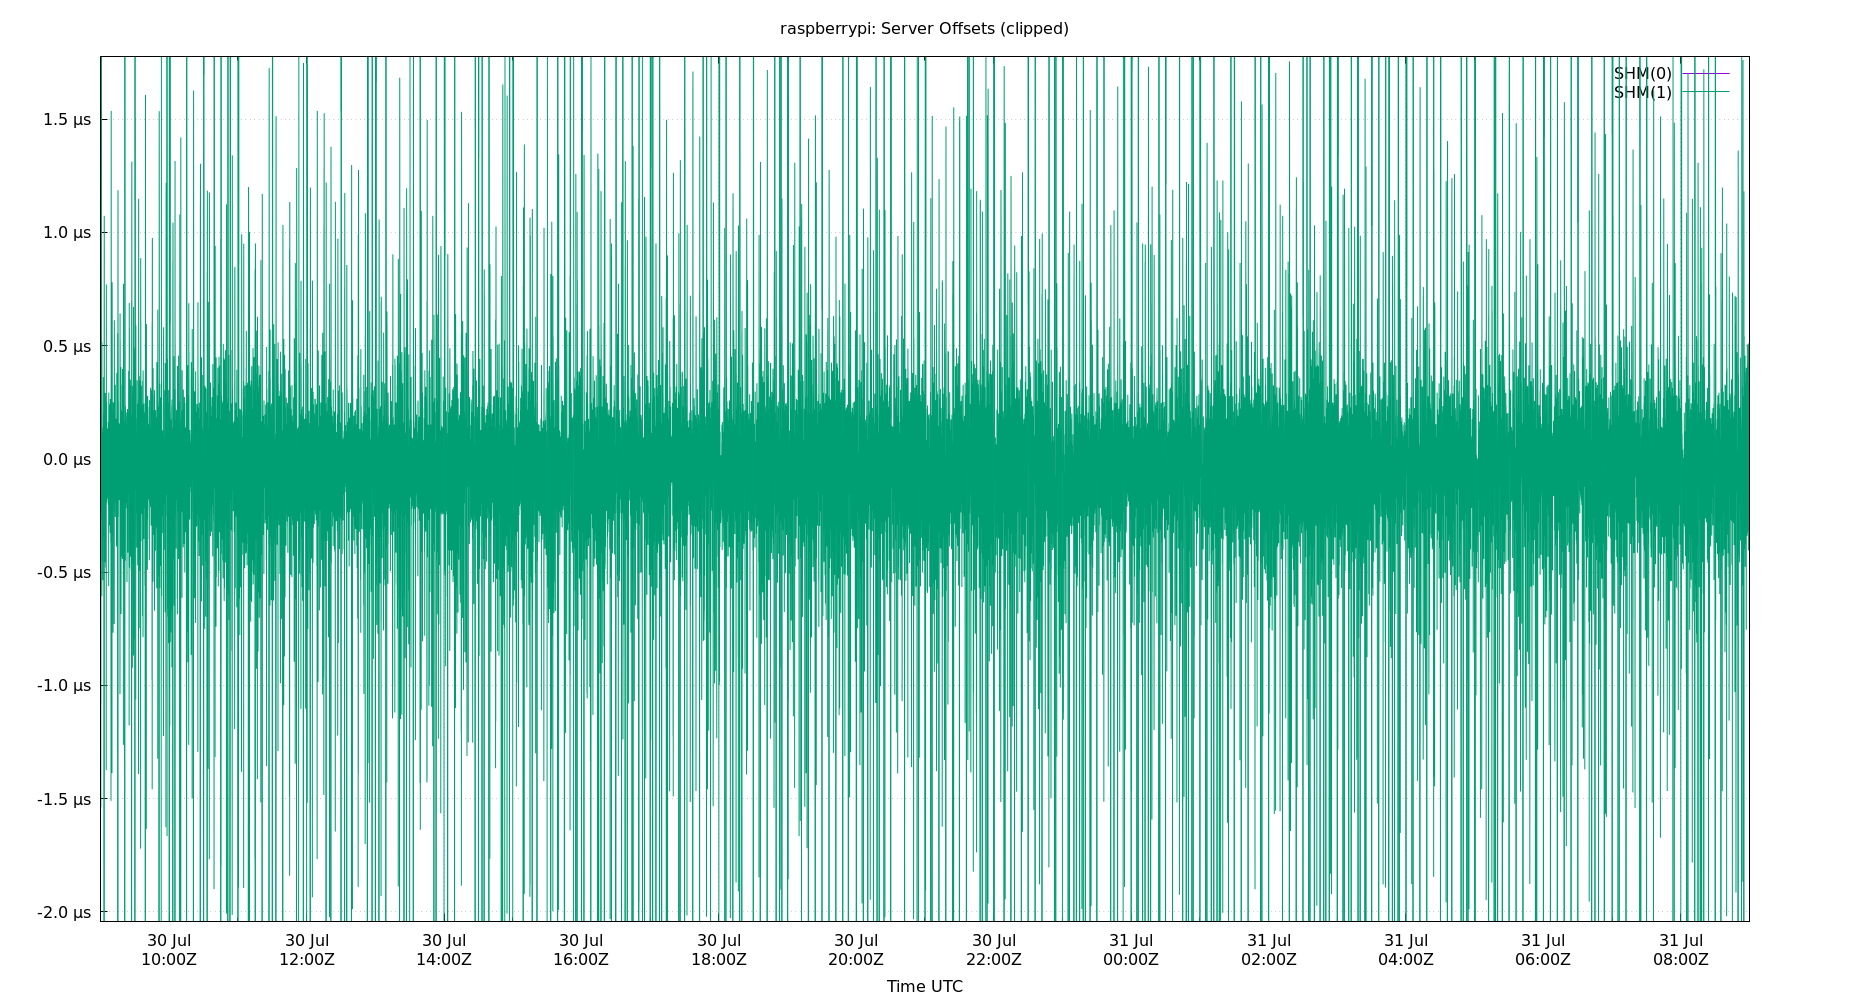 raspberrypi: Server Offsets (clipped)
SHM(0)
SHM(1)
1.5 µs
1.0 µs
0.5 µs
0.0 µs
-0.5 µs
-1.0 µs
-1.5 µs
-2.0 µs
30 Jul 30 Jul 30 Jul 30 Jul 30 Jul 30 Jul 30 Jul 31 Jul 31 Jul 31 Jul 31 Jul 31 Jul
10:00Z 12:00Z 14:00Z 16:00Z 18:00Z 20:00Z 22:00Z 00:00Z 02:00Z 04:00Z 06:00Z 08:00Z
Time UTC